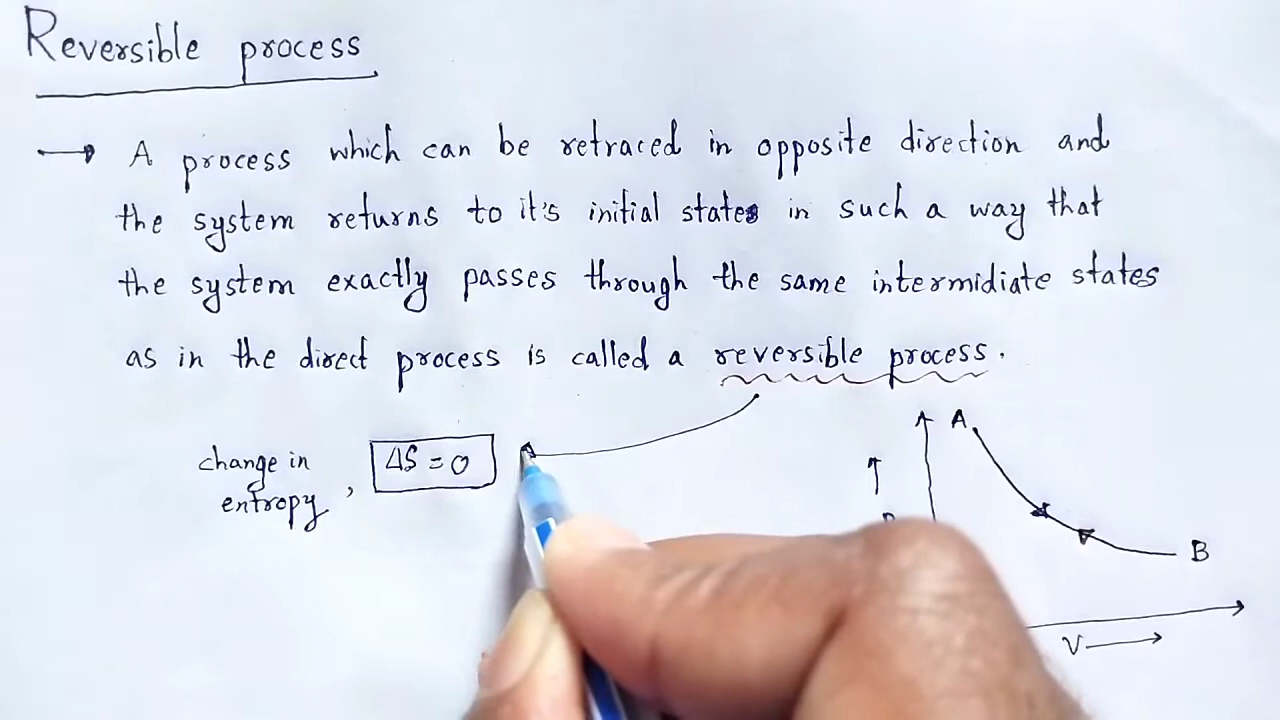 Reversible process
→ A process which can be retraced in opposite direction and
the system returns to it's initial state in such a way that
the system exactly passes through the same intermidiate states
as in the direct process is called a reversible process.
change in
entropy, ΔS = 0
A
B
V →